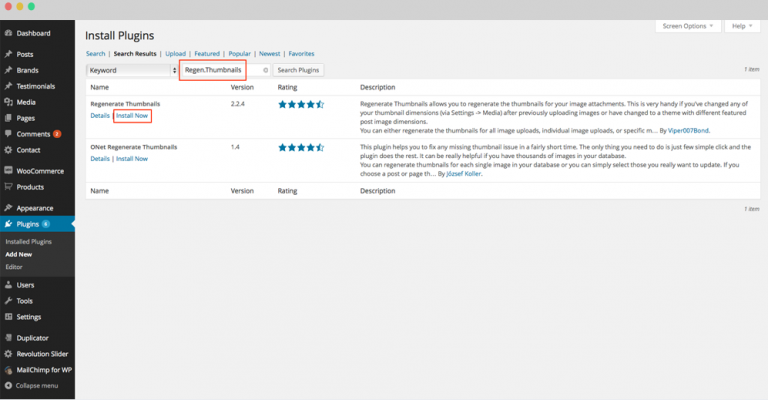 Dashboard
Posts
Brands
Testimonials
Media
Pages
Comments 2
Contact
WooCommerce
Products
Appearance
Plugins 6
Installed Plugins
Add New
Editor
Users
Tools
Settings
Duplicator
Revolution Slider
MailChimp for WP
Collapse menu
Screen Options
Help
Install Plugins
Search | Search Results | Upload | Featured | Popular | Newest | Favorites
Keyword
Regen.Thumbnails
Search Plugins
1 item
Name Version Rating Description
Regenerate Thumbnails
Details | Install Now
2.2.4
Regenerate Thumbnails allows you to regenerate the thumbnails for your image attachments. This is very handy if you've changed any
of your thumbnail dimensions (via Settings -> Media) after previously uploading images or have changed to a theme with different featured
post image dimensions.
You can either regenerate the thumbnails for all image uploads, individual image uploads, or specific m... By Viper007Bond.
ONet Regenerate Thumbnails
Details | Install Now
1.4
This plugin helps you to fix any missing thumbnail issue in a fairly short time. The only thing you need to do is just few simple click and the
plugin does the rest. It can be really helpful if you have thousands of images in your database.
You can regenerate thumbnails for each single image in your database or you can simply select those you really want to update. If you
choose a post or page th... By József Koller.
Name Version Rating Description
1 item